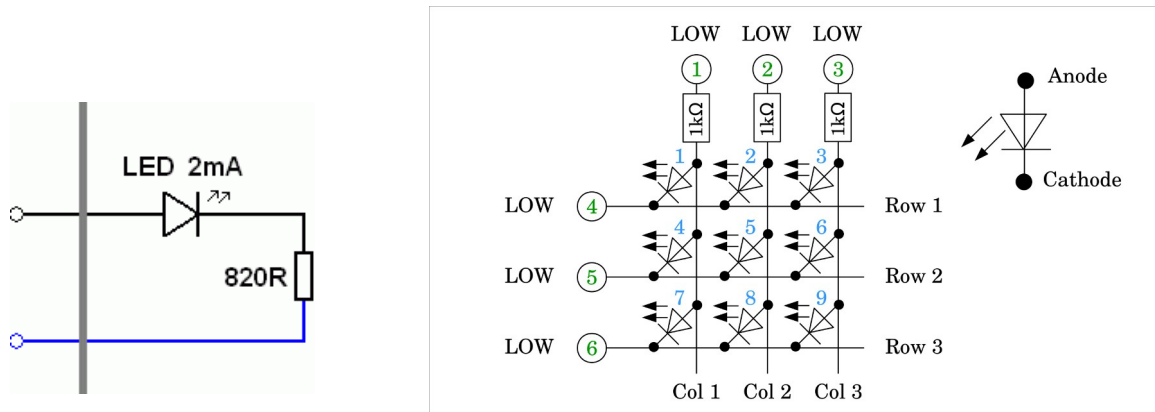 LED 2mA
820R
LOW LOW LOW
1 2 3
1kΩ 1kΩ 1kΩ
Anode
Cathode
1 2 3
LOW 4 Row 1
4 5 6
LOW 5 Row 2
7 8 9
LOW 6 Row 3
Col 1 Col 2 Col 3